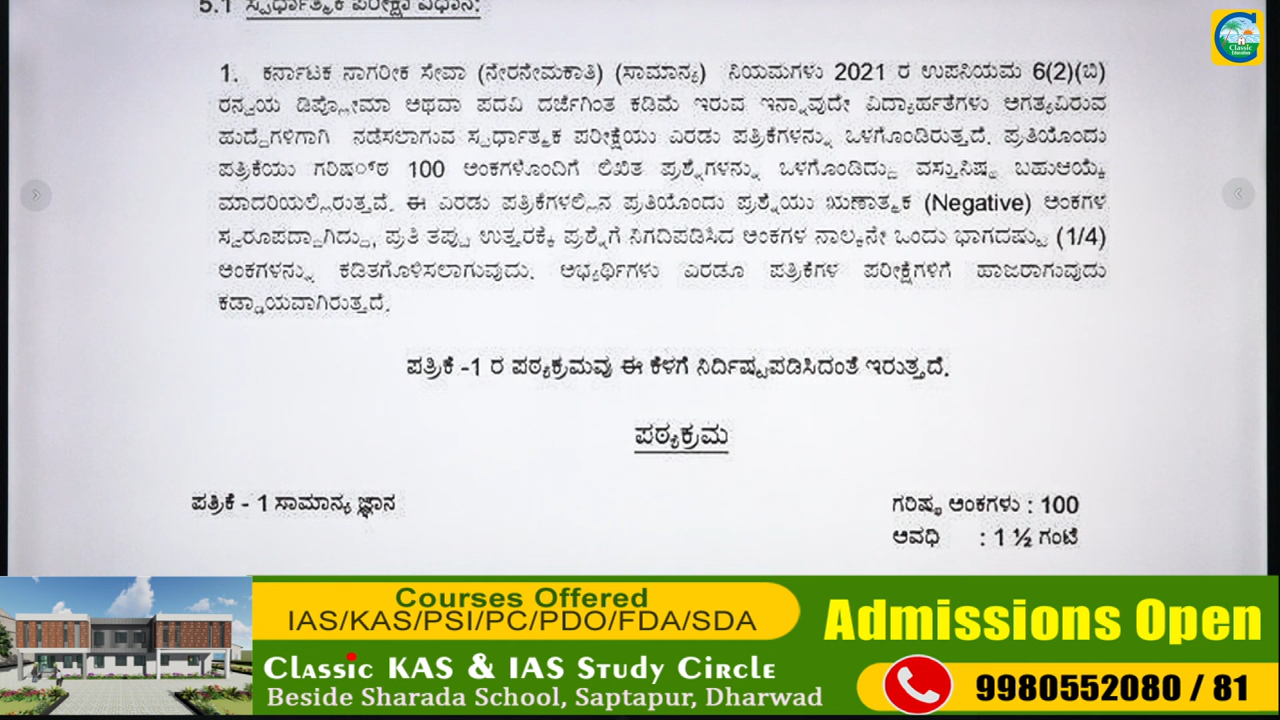 5.1 ಸ್ಪರ್ಧಾತ್ಮಕ ಪರೀಕ್ಷಾ ವಿಧಾನ:
Classic
Education
1. ಕರ್ನಾಟಕ ನಾಗರೀಕ ಸೇವಾ (ನೇರನೇಮಕಾತಿ) (ಸಾಮಾನ್ಯ) ನಿಯಮಗಳು 2021 ರ ಉಪನಿಯಮ 6(2)(ಬಿ)
ರನ್ವಯ ಡಿಪ್ಲೋಮಾ ಅಥವಾ ಪದವಿ ದರ್ಜೆಗಿಂತ ಕಡಿಮೆ ಇರುವ ಇನ್ನಾವುದೇ ವಿದ್ಯಾರ್ಹತೆಗಳು ಅಗತ್ಯವಿರುವ
ಹುದ್ದೆಗಳಿಗಾಗಿ ನಡೆಸಲಾಗುವ ಸ್ಪರ್ಧಾತ್ಮಕ ಪರೀಕ್ಷೆಯು ಎರಡು ಪತ್ರಿಕೆಗಳನ್ನು ಒಳಗೊಂಡಿರುತ್ತದೆ. ಪ್ರತಿಯೊಂದು
ಪತ್ರಿಕೆಯು ಗರಿಷ್ಠ 100 ಅಂಕಗಳೊಂದಿಗೆ ಲಿಖಿತ ಪ್ರಶ್ನೆಗಳನ್ನು ಒಳಗೊಂಡಿದ್ದು ವಸ್ತುನಿಷ್ಠ ಬಹುಆಯ್ಕೆ
ಮಾದರಿಯಲ್ಲಿರುತ್ತದೆ. ಈ ಎರಡು ಪತ್ರಿಕೆಗಳಲ್ಲಿನ ಪ್ರತಿಯೊಂದು ಪ್ರಶ್ನೆಯು ಋಣಾತ್ಮಕ (Negative) ಅಂಕಗಳ
ಸ್ವರೂಪದ್ದಾಗಿದ್ದು, ಪ್ರತಿ ತಪ್ಪು ಉತ್ತರಕ್ಕೆ ಪ್ರಶ್ನೆಗೆ ನಿಗದಿಪಡಿಸಿದ ಅಂಕಗಳ ನಾಲ್ಕನೇ ಒಂದು ಭಾಗದಷ್ಟು (1/4)
ಅಂಕಗಳನ್ನು ಕಡಿತಗೊಳಿಸಲಾಗುವುದು. ಅಭ್ಯರ್ಥಿಗಳು ಎರಡೂ ಪತ್ರಿಕೆಗಳ ಪರೀಕ್ಷೆಗಳಿಗೆ ಹಾಜರಾಗುವುದು
ಕಡ್ಡಾಯವಾಗಿರುತ್ತದೆ.
ಪತ್ರಿಕೆ -1 ರ ಪಠ್ಯಕ್ರಮವು ಈ ಕೆಳಗೆ ನಿರ್ದಿಷ್ಟಪಡಿಸಿದಂತೆ ಇರುತ್ತದೆ.
ಪಠ್ಯಕ್ರಮ
ಪತ್ರಿಕೆ - 1 ಸಾಮಾನ್ಯ ಜ್ಞಾನ
ಗರಿಷ್ಠ ಅಂಕಗಳು : 100
ಅವಧಿ : 1 ½ ಗಂಟೆ
Courses Offered
IAS/KAS/PSI/PC/PDO/FDA/SDA
Classic KAS & IAS Study Circle
Beside Sharada School, Saptapur, Dharwad
Admissions Open
9980552080 / 81